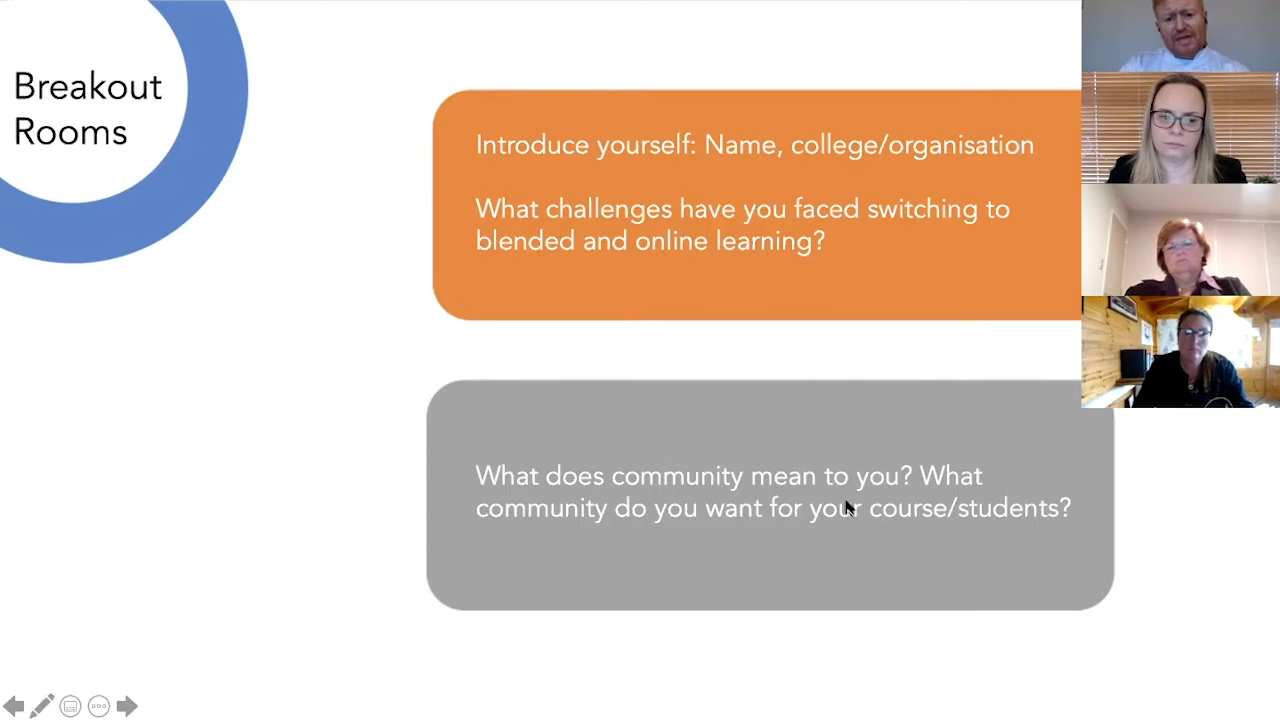 Breakout
Rooms
Introduce yourself: Name, college/organisation
What challenges have you faced switching to
blended and online learning?
What does community mean to you? What
community do you want for your course/students?